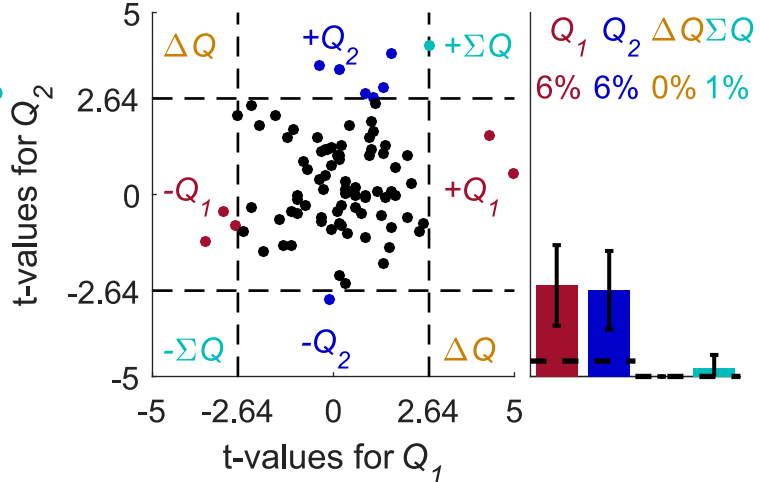 5
ΔQ
+Q2
+ΣQ
2.64
0
-Q1
+Q1
-2.64
-ΣQ
-Q2
ΔQ
-5
-5
-2.64
0
2.64
5
t-values for Q1
t-values for Q2
Q1 Q2 ΔQ ΣQ
6% 6% 0% 1%